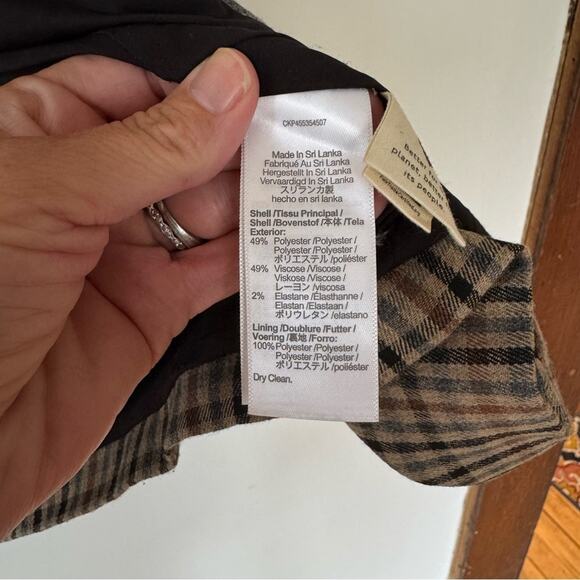 CKP455354507
Made In Sri Lanka
Fabriqué Au Sri Lanka
Hergestellt In Sri Lanka
Vervaardigd In Sri Lanka
スリランカ製
hecho en sri lanka
Shell /Tissu Principal /
Shell /Bovenstof /本体 /Tela
Exterior:
49% Polyester /Polyester /
Polyester /Polyester /
ポリエステル /poliéster
49% Viscose /Viscose /
Viskose /Viscose /
レーヨン /viscosa
2% Elastane /Élasthanne /
Elastan /Elastaan /
ポリウレタン /elastano
Lining /Doublure /Futter /
Voering /裏地 /Forro:
100% Polyester /Polyester /
Polyester /Polyester /
ポリエステル /poliéster
Dry Clean.
Better
planet, better
its people